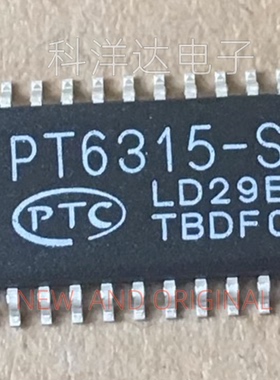 科洋达电子
PT6315-S
PTC
LD29E
TBDFC
NEW AND ORIGINAL